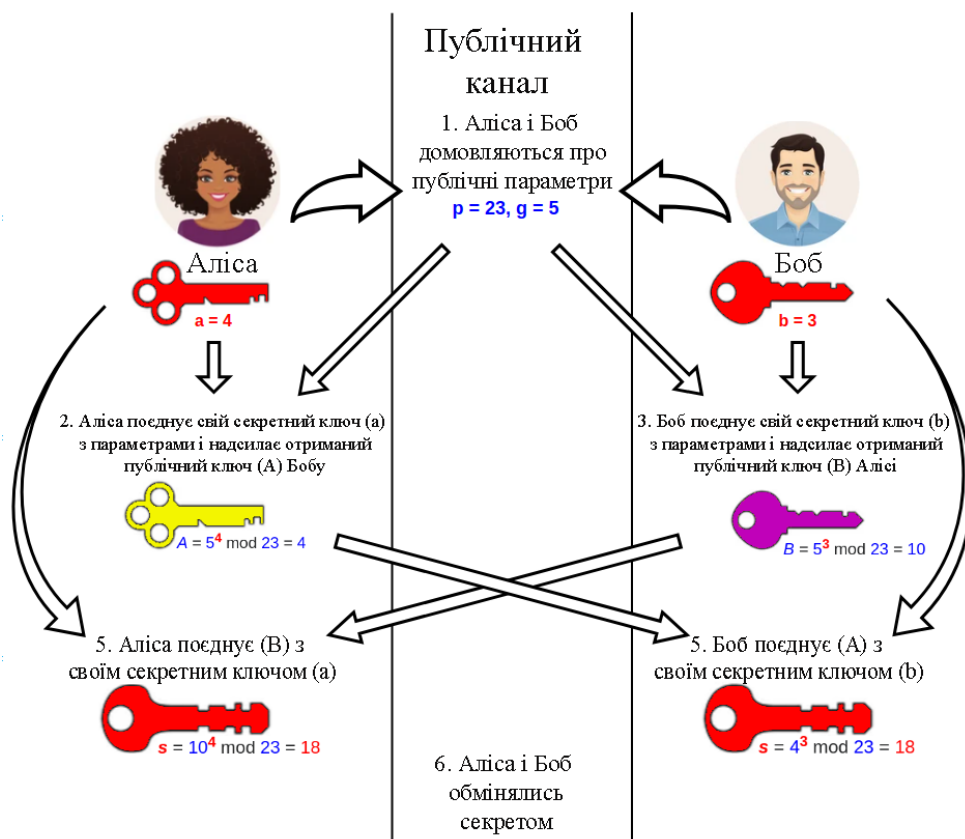 Публічний
канал
1. Аліса і Боб
домовляються про
публічні параметри
p = 23, g = 5
Аліса
a = 4
Боб
b = 3
2. Аліса поєднує свій секретний ключ (a)
з параметрами і надсилає отриманий
публічний ключ (A) Бобу
A = 5⁴ mod 23 = 4
3. Боб поєднує свій секретний ключ (b)
з параметрами і надсилає отриманий
публічний ключ (B) Алісі
B = 5³ mod 23 = 10
5. Аліса поєднує (B) з
своїм секретним ключом (a)
s = 10⁴ mod 23 = 18
5. Боб поєднує (A) з
своїм секретним ключом (b)
s = 4³ mod 23 = 18
6. Аліса і Боб
обмінялись
секретом